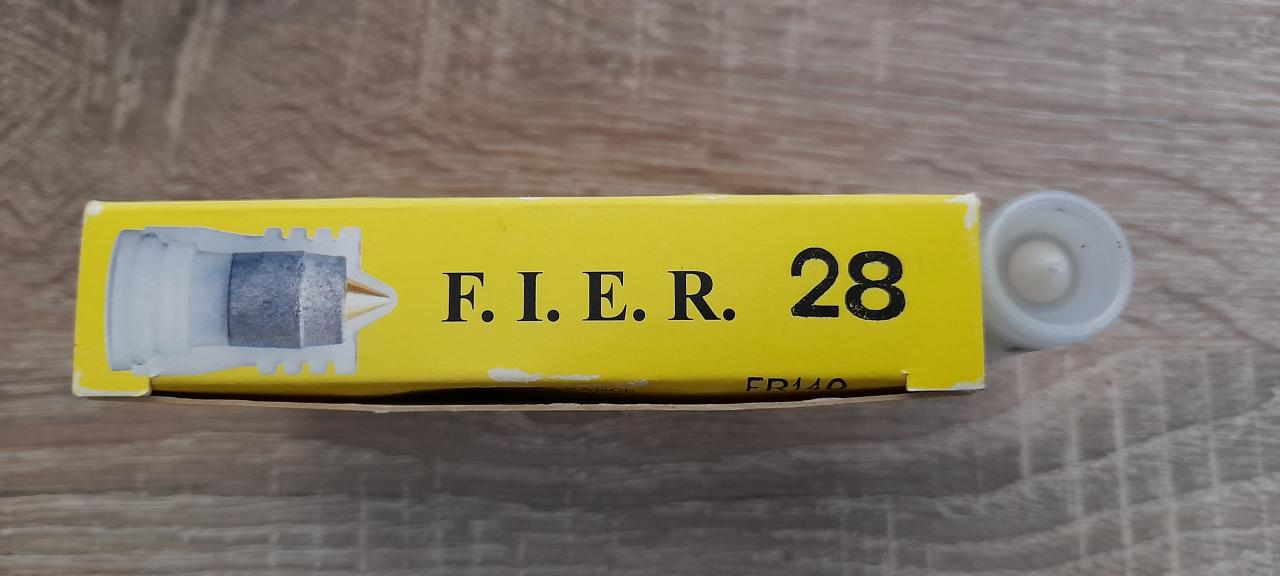 F. I. E. R. 28